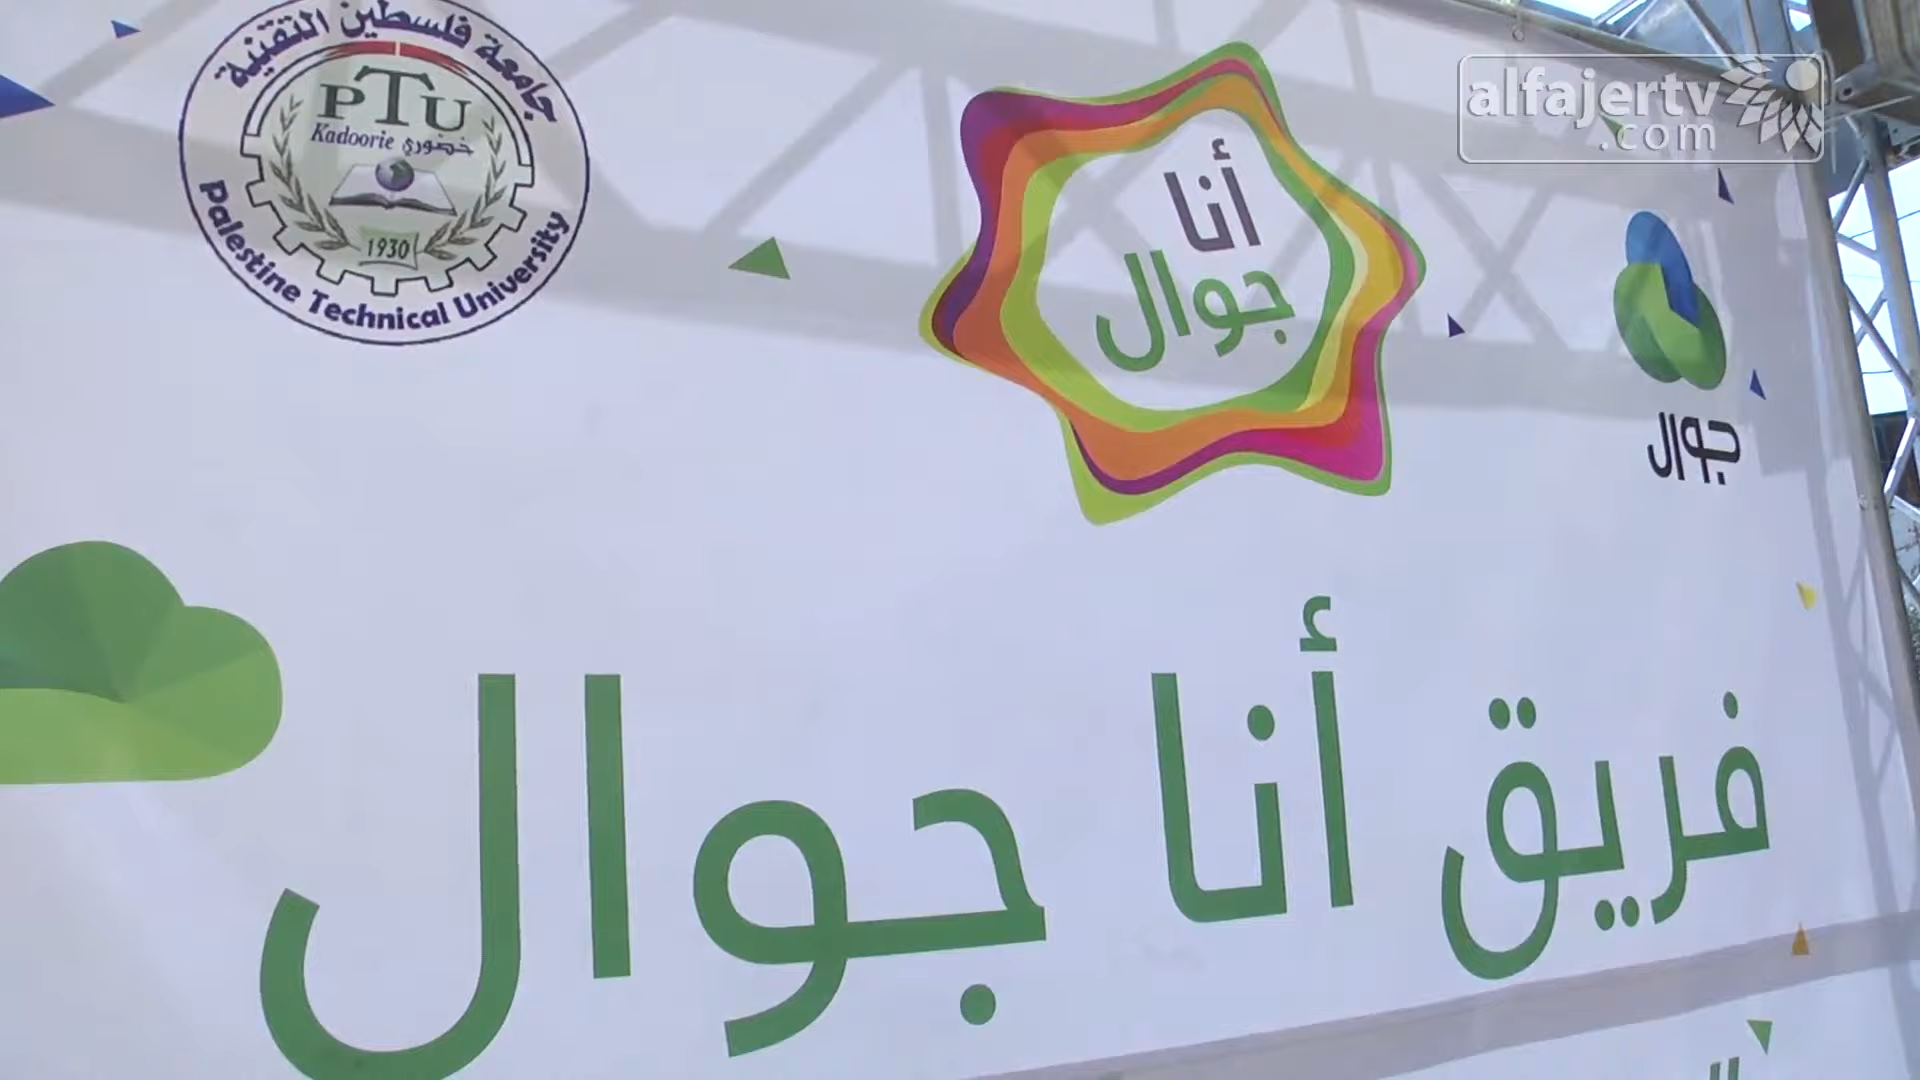 جامعة فلسطين التقنية
PTU
Kadoorie خضوري
1930
Palestine Technical University
أنا
جوال
alfajertv
.com
جوال
فريق أنا جوال